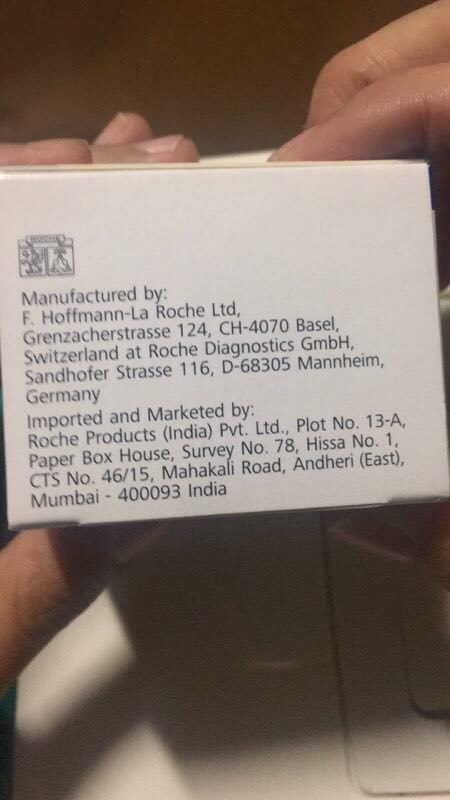 Manufactured by:
F. Hoffmann-La Roche Ltd,
Grenzacherstrasse 124, CH-4070 Basel,
Switzerland at Roche Diagnostics GmbH,
Sandhofer Strasse 116, D-68305 Mannheim,
Germany
Imported and Marketed by:
Roche Products (India) Pvt. Ltd., Plot No. 13-A,
Paper Box House, Survey No. 78, Hissa No. 1,
CTS No. 46/15, Mahakali Road, Andheri (East),
Mumbai - 400093 India